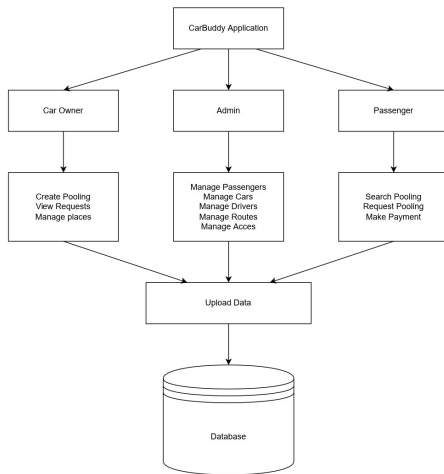 CarBuddy Application
Car Owner
Admin
Passenger
Create Pooling
View Requests
Manage places
Manage Passengers
Manage Cars
Manage Drivers
Manage Routes
Manage Acces
Search Pooling
Request Pooling
Make Payment
Upload Data
Database